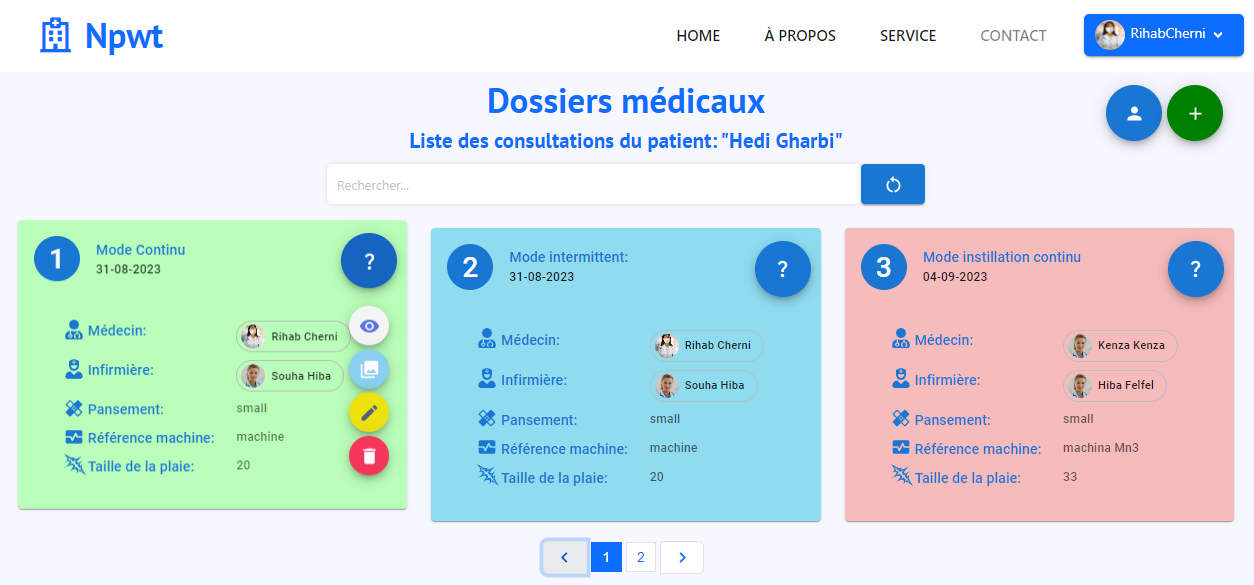 Npwt
HOME À PROPOS SERVICE CONTACT RihabCherni
Dossiers médicaux
+
Liste des consultations du patient: "Hedi Gharbi"
Rechercher...
1
Mode Continu
31-08-2023
?
Médecin: Rihab Cherni
Infirmière: Souha Hiba
Pansement: small
Référence machine: machine
Taille de la plaie: 20
2
Mode intermittent:
31-08-2023
?
Médecin: Rihab Cherni
Infirmière: Souha Hiba
Pansement: small
Référence machine: machine
Taille de la plaie: 20
3
Mode instillation continu
04-09-2023
?
Médecin: Kenza Kenza
Infirmière: Hiba Felfel
Pansement: small
Référence machine: machina Mn3
Taille de la plaie: 33
1 2